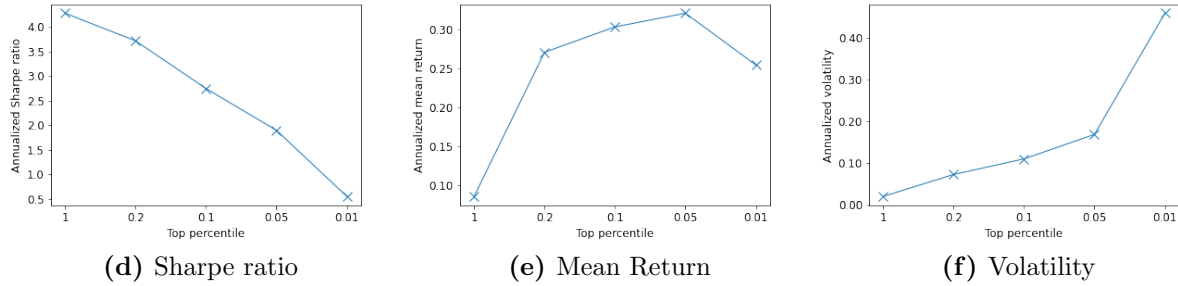 Annualized Sharpe ratio
4.0
3.5
3.0
2.5
2.0
1.5
1.0
0.5
1 0.2 0.1 0.05 0.01
Top percentile
(d) Sharpe ratio
Annualized mean return
0.30
0.25
0.20
0.15
0.10
1 0.2 0.1 0.05 0.01
Top percentile
(e) Mean Return
Annualized volatility
0.40
0.30
0.20
0.10
0.00
1 0.2 0.1 0.05 0.01
Top percentile
(f) Volatility